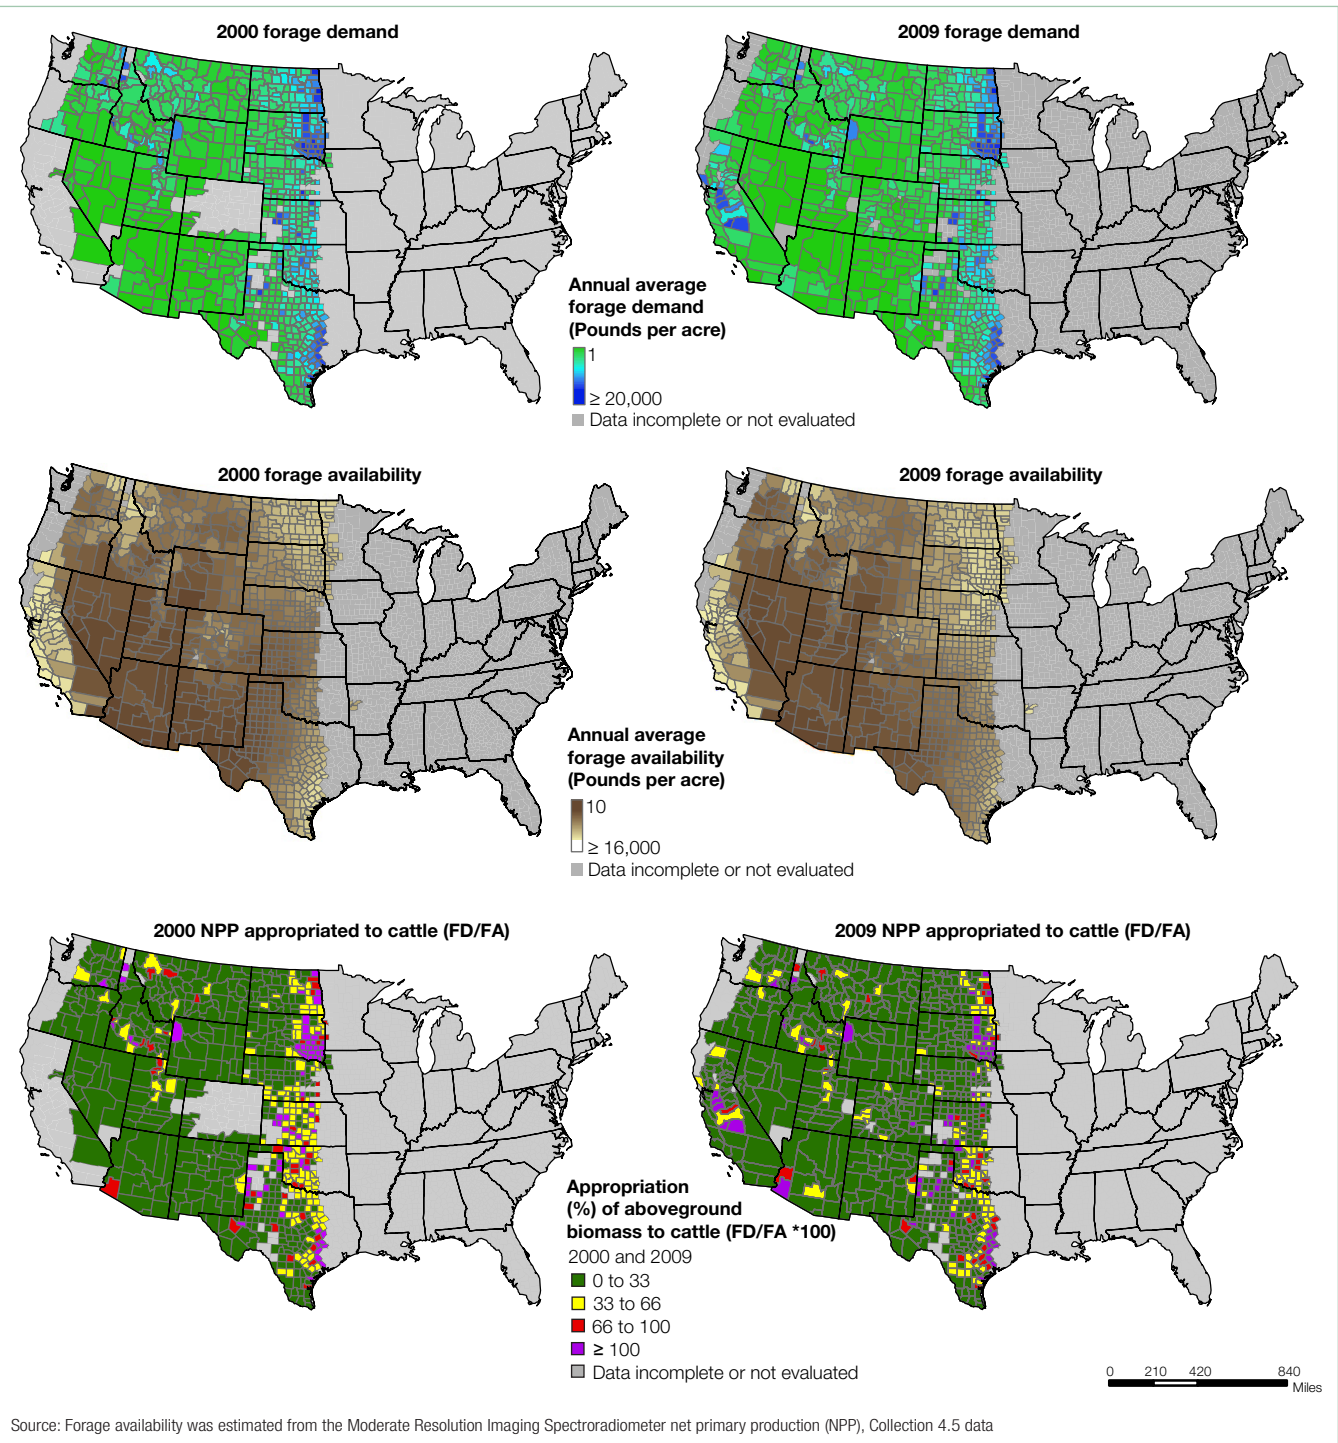 2000 forage demand
2009 forage demand
Annual average
forage demand
(Pounds per acre)
1
≥ 20,000
Data incomplete or not evaluated
2000 forage availability
2009 forage availability
Annual average
forage availability
(Pounds per acre)
10
≥ 16,000
Data incomplete or not evaluated
2000 NPP appropriated to cattle (FD/FA)
2009 NPP appropriated to cattle (FD/FA)
Appropriation
(%) of aboveground
biomass to cattle (FD/FA *100)
2000 and 2009
0 to 33
33 to 66
66 to 100
≥ 100
Data incomplete or not evaluated
0 210 420 840
Miles
Source: Forage availability was estimated from the Moderate Resolution Imaging Spectroradiometer net primary production (NPP), Collection 4.5 data